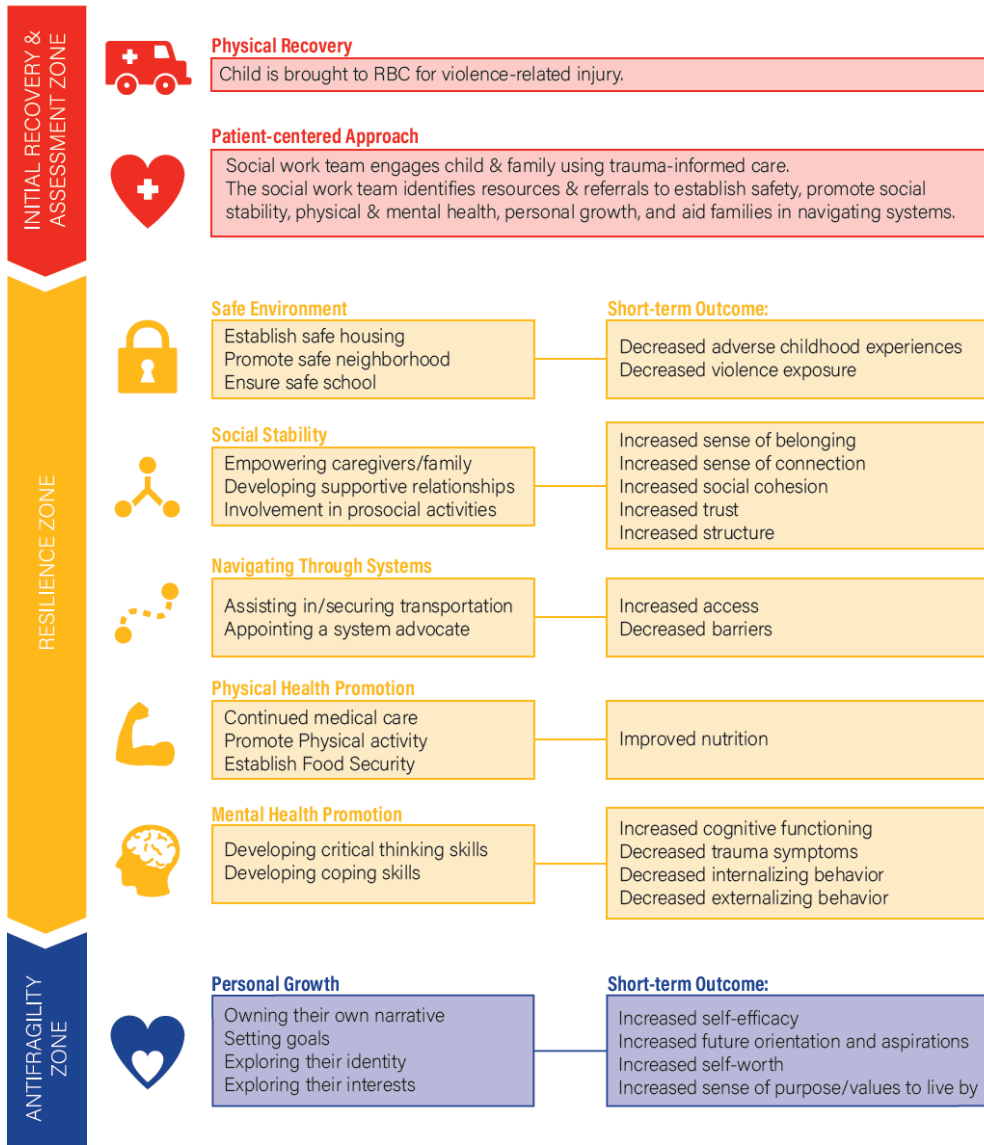 INITIAL RECOVERY &
ASSESSMENT ZONE
Physical Recovery
Child is brought to RBC for violence-related injury.
Patient-centered Approach
Social work team engages child & family using trauma-informed care.
The social work team identifies resources & referrals to establish safety, promote social
stability, physical & mental health, personal growth, and aid families in navigating systems.
RESILIENCE ZONE
Safe Environment
Establish safe housing
Promote safe neighborhood
Ensure safe school
Short-term Outcome:
Decreased adverse childhood experiences
Decreased violence exposure
Social Stability
Empowering caregivers/family
Developing supportive relationships
Involvement in prosocial activities
Increased sense of belonging
Increased sense of connection
Increased social cohesion
Increased trust
Increased structure
Navigating Through Systems
Assisting in/securing transportation
Appointing a system advocate
Increased access
Decreased barriers
Physical Health Promotion
Continued medical care
Promote Physical activity
Establish Food Security
Improved nutrition
Mental Health Promotion
Developing critical thinking skills
Developing coping skills
Increased cognitive functioning
Decreased trauma symptoms
Decreased internalizing behavior
Decreased externalizing behavior
ANTIFRAGILITY
ZONE
Personal Growth
Owning their own narrative
Setting goals
Exploring their identity
Exploring their interests
Short-term Outcome:
Increased self-efficacy
Increased future orientation and aspirations
Increased self-worth
Increased sense of purpose/values to live by